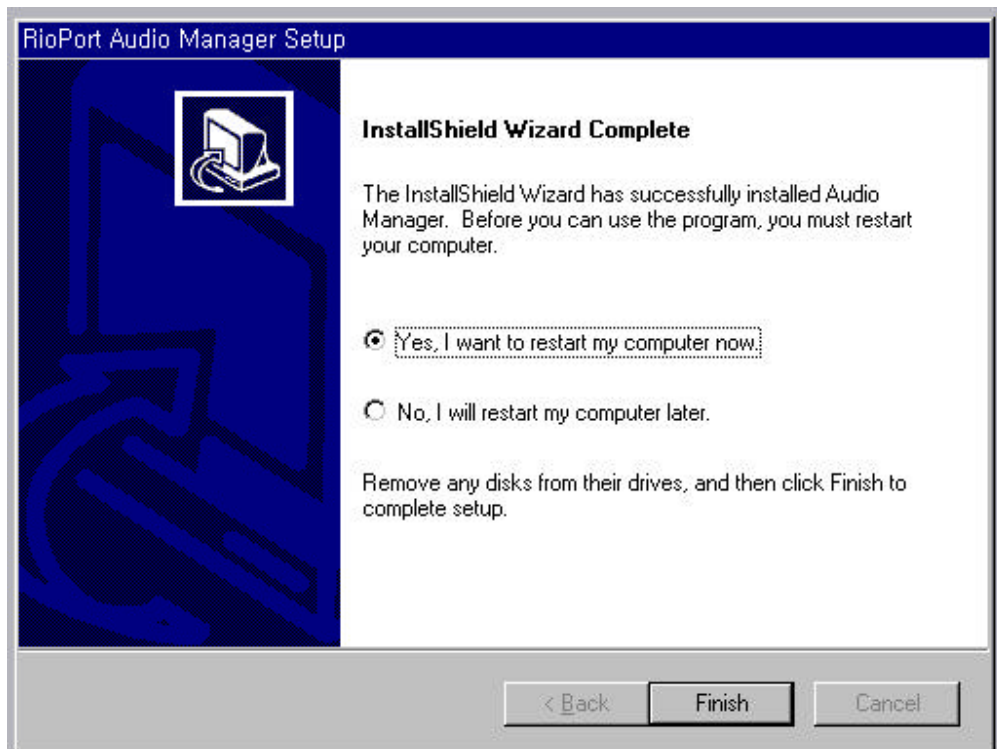 RioPort Audio Manager Setup
InstallShield Wizard Complete
The InstallShield Wizard has successfully installed Audio
Manager.  Before you can use the program, you must restart
your computer.
Yes, I want to restart my computer now.
No, I will restart my computer later.
Remove any disks from their drives, and then click Finish to
complete setup.
< Back
Finish
Cancel